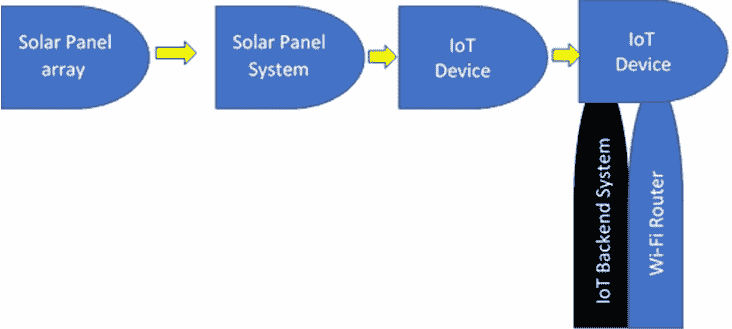 Solar Panel
array
Solar Panel
System
IoT
Device
IoT
Device
IoT Backend System
Wi-Fi Router